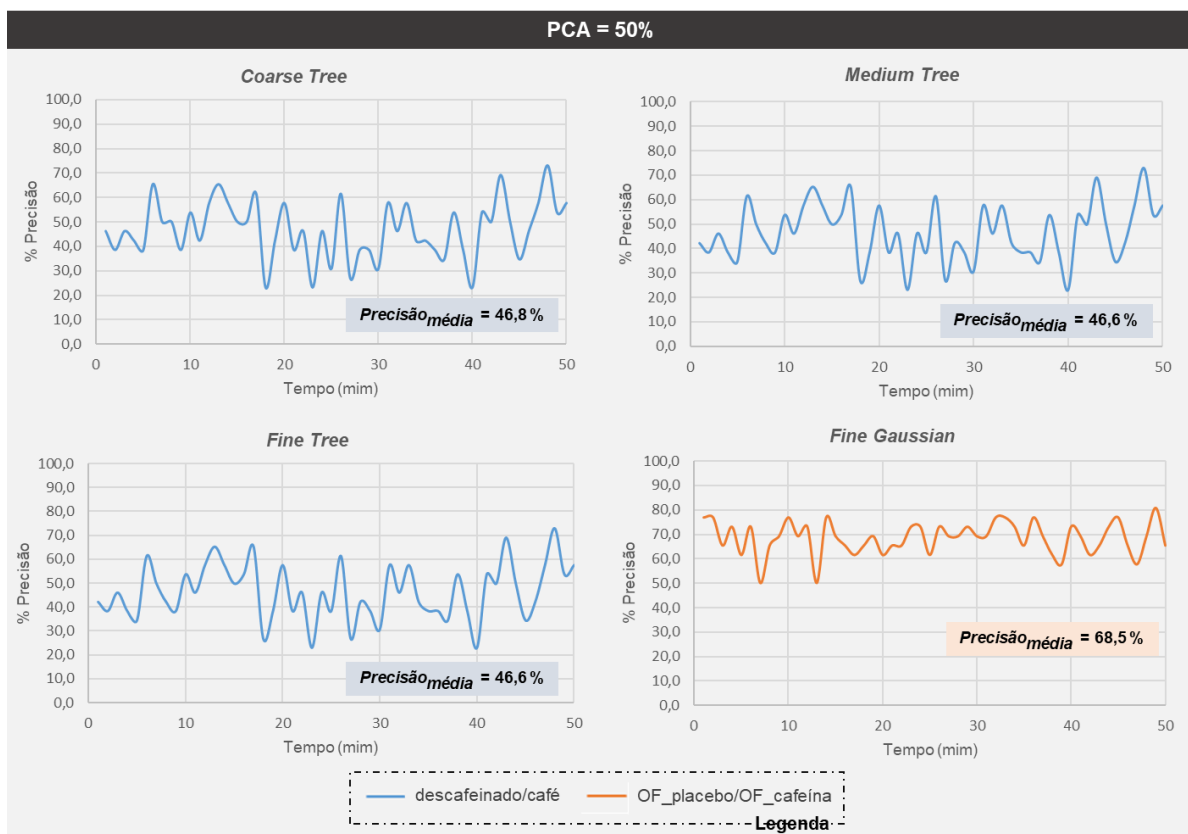 PCA = 50%
Coarse Tree
% Precisão
100,0
90,0
80,0
70,0
60,0
50,0
40,0
30,0
20,0
10,0
0,0
Precisãomédia = 46,8 %
0 10 20 30 40 50
Tempo (mim)
Medium Tree
% Precisão
100,0
90,0
80,0
70,0
60,0
50,0
40,0
30,0
20,0
10,0
0,0
Precisãomédia = 46,6 %
0 10 20 30 40 50
Tempo (mim)
Fine Tree
% Precisão
100,0
90,0
80,0
70,0
60,0
50,0
40,0
30,0
20,0
10,0
0,0
Precisãomédia = 46,6 %
0 10 20 30 40 50
Tempo (mim)
Fine Gaussian
% Precisão
100,0
90,0
80,0
70,0
60,0
50,0
40,0
30,0
20,0
10,0
0,0
Precisãomédia = 68,5 %
0 10 20 30 40 50
Tempo (mim)
descafeinado/café OF_placebo/OF_cafeína
Legenda